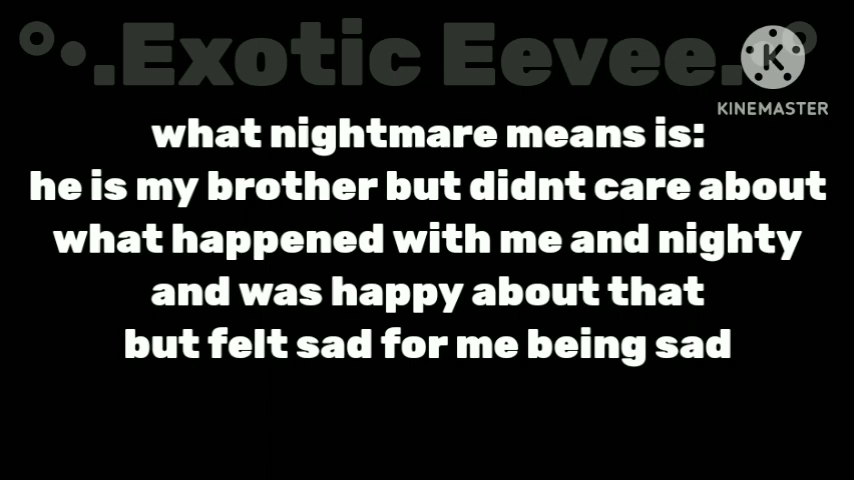 °•.Exotic Eevee.•°
KINEMASTER
what nightmare means is:
he is my brother but didnt care about
what happened with me and nighty
and was happy about that
but felt sad for me being sad